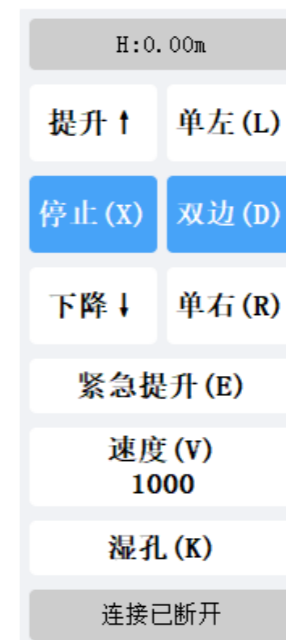 H:0.00m
提升↑ 单左(L)
停止(X) 双边(D)
下降↓ 单右(R)
紧急提升(E)
速度(V)
1000
湿孔(K)
连接已断开